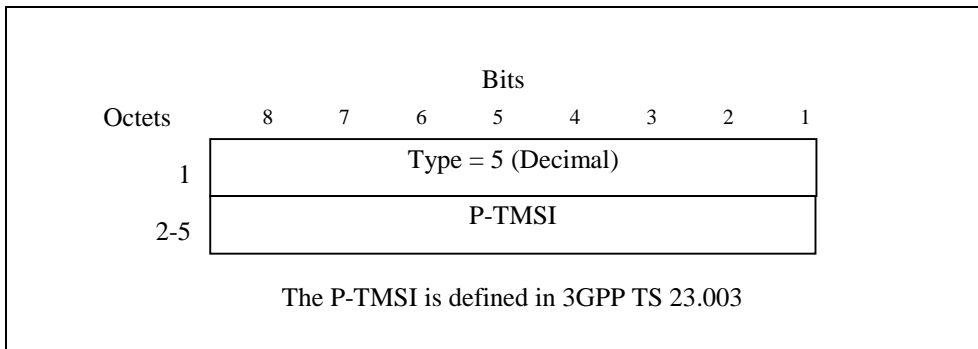 Bits
Octets 8 7 6 5 4 3 2 1
1 Type = 5 (Decimal)
2-5 P-TMSI
The P-TMSI is defined in 3GPP TS 23.003